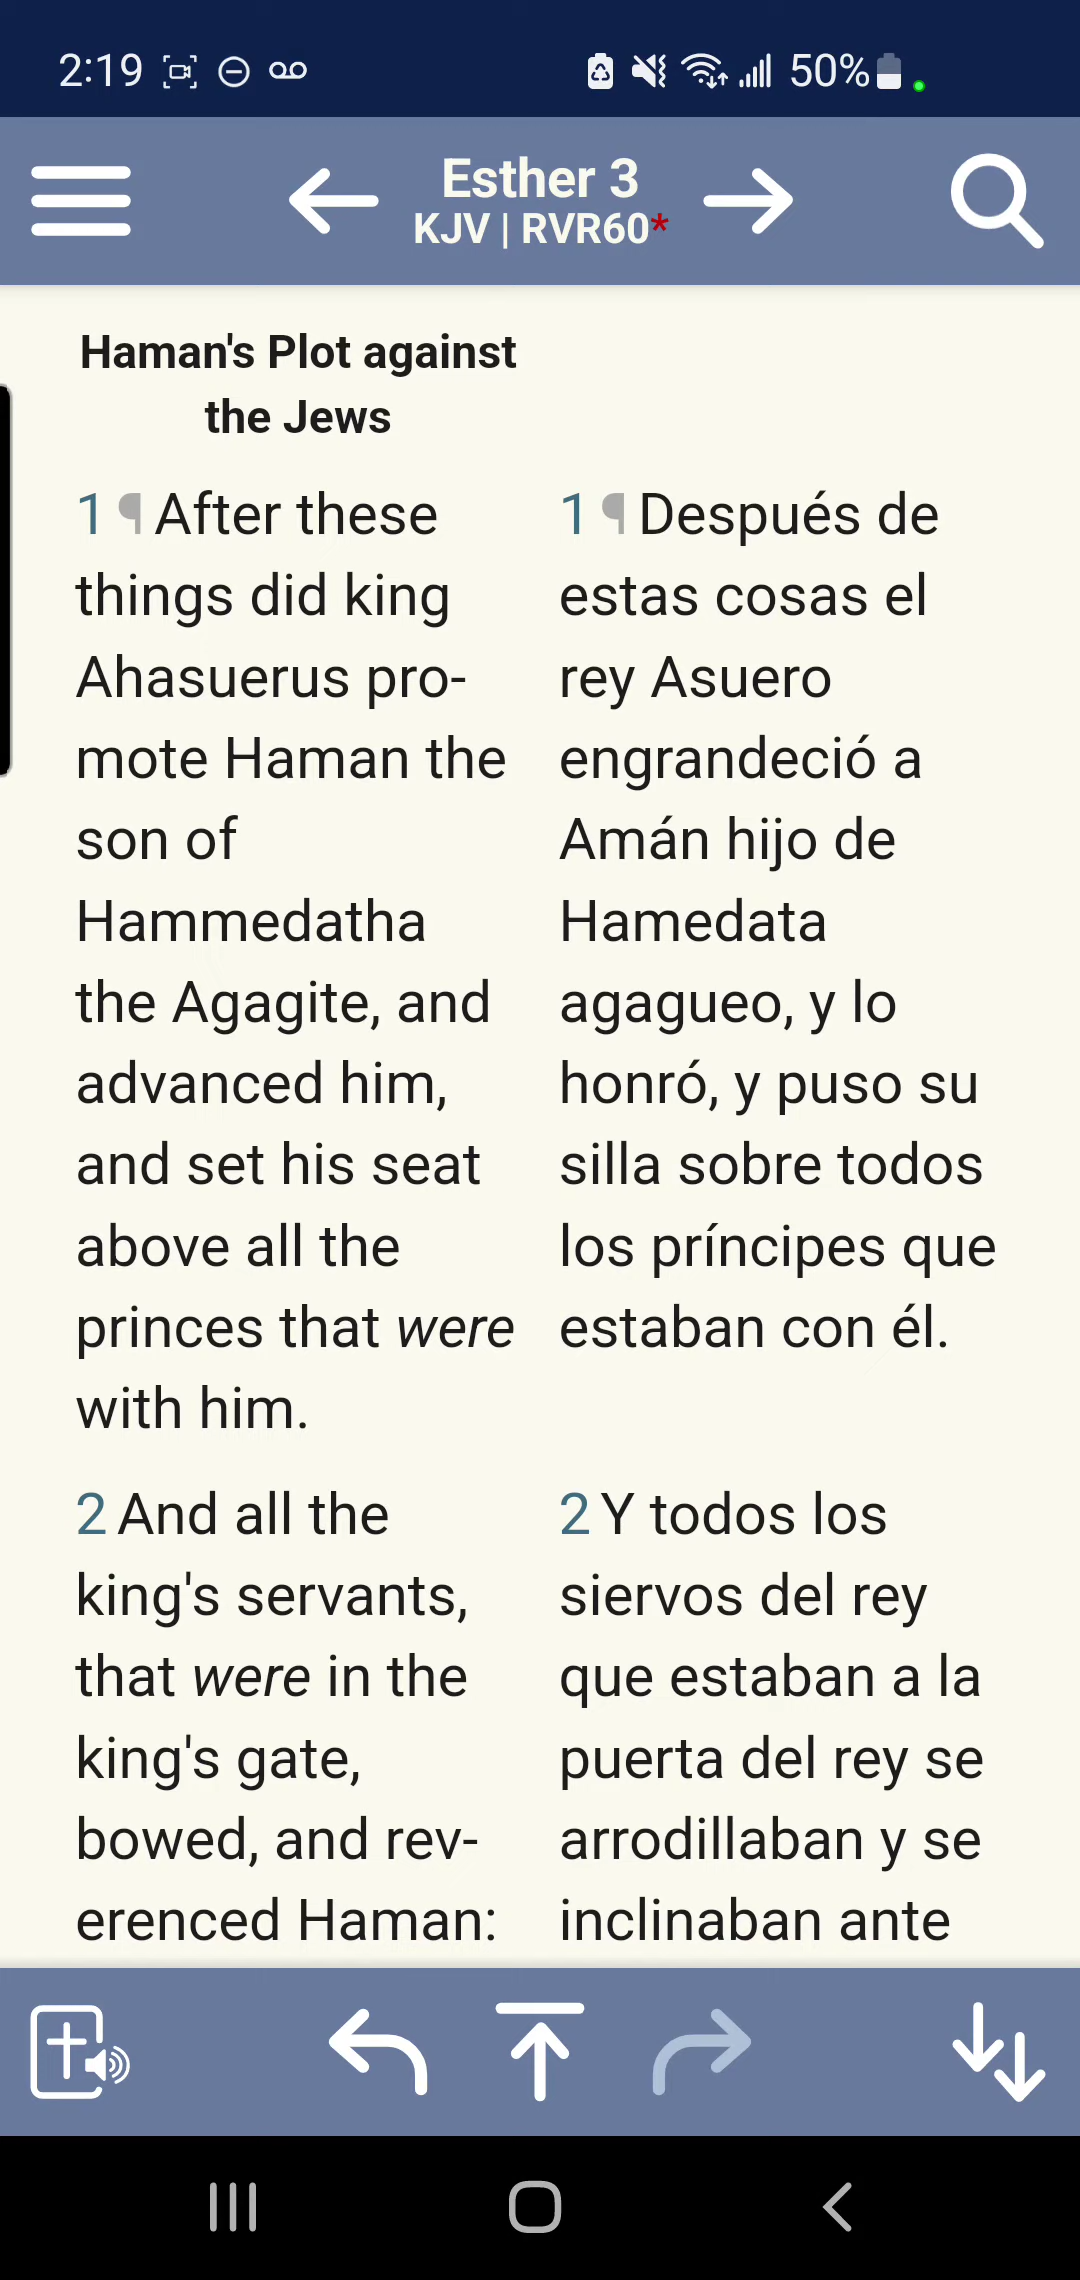 2:19
50%
Esther 3
KJV | RVR60*
Haman's Plot against
the Jews
1 ¶ After these
things did king
Ahasuerus pro-
mote Haman the
son of
Hammedatha
the Agagite, and
advanced him,
and set his seat
above all the
princes that were
with him.
1 ¶ Después de
estas cosas el
rey Asuero
engrandeció a
Amán hijo de
Hamedata
agagueo, y lo
honró, y puso su
silla sobre todos
los príncipes que
estaban con él.
2 And all the
king's servants,
that were in the
king's gate,
bowed, and rev-
erenced Haman:
2 Y todos los
siervos del rey
que estaban a la
puerta del rey se
arrodillaban y se
inclinaban ante